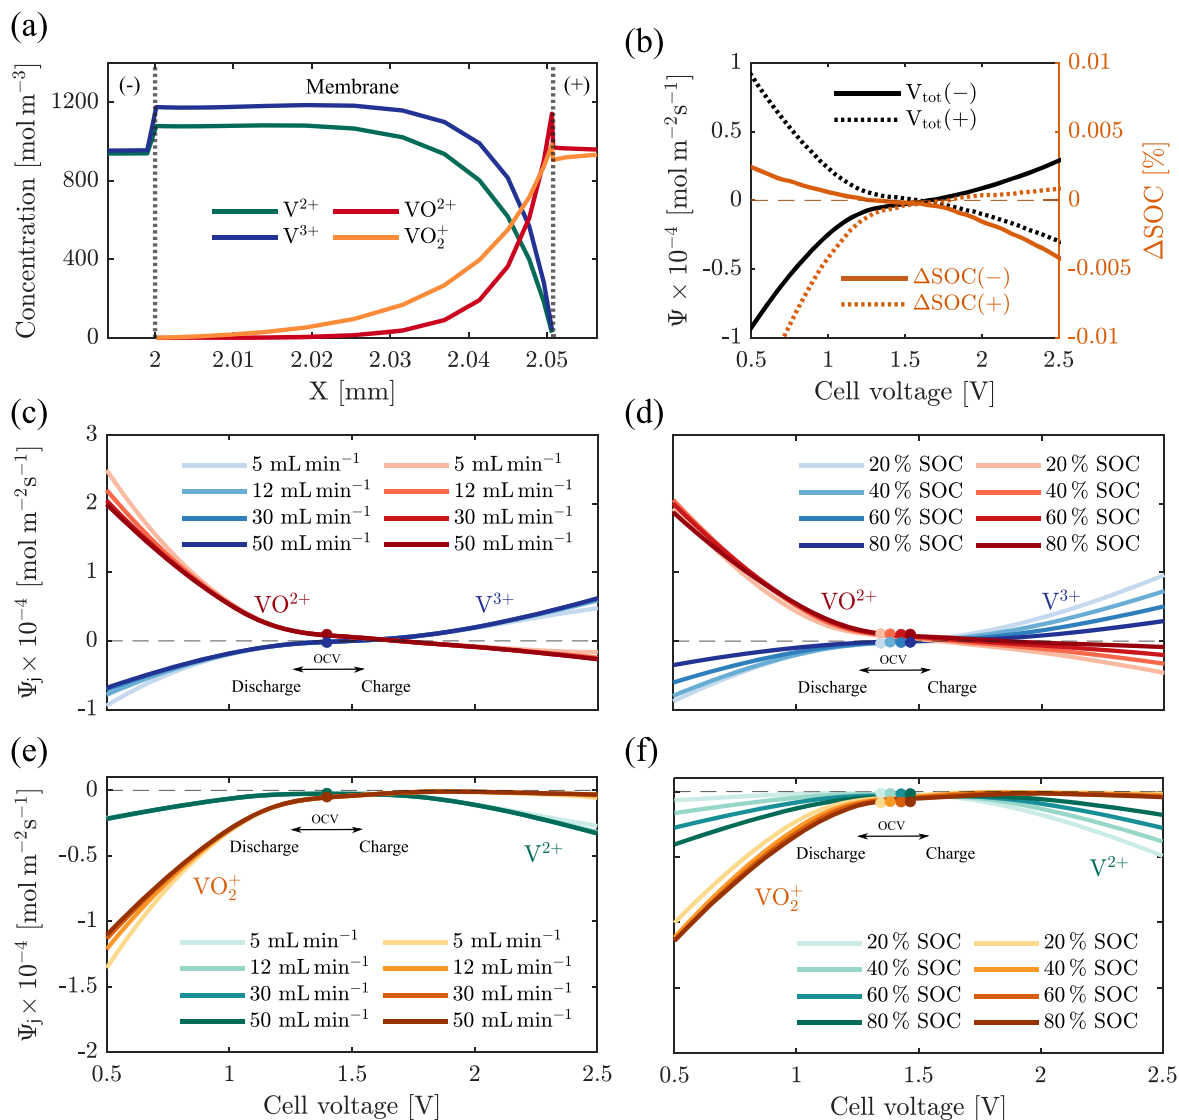 (a)
Concentration [mol m−3]
1200
800
400
0
(-)
Membrane
(+)
V2+
VO2+
V3+
VO2+
2
2.01
2.02
2.03
2.04
2.05
X [mm]
(b)
Ψ × 10−4 [mol m−2s−1]
1
0.5
0
-0.5
-1
Vtot(−)
Vtot(+)
ΔSOC(−)
ΔSOC(+)
0.01
0.005
0
-0.005
-0.01
ΔSOC [%]
0.5
1
1.5
2
2.5
Cell voltage [V]
(c)
Ψj × 10−4 [mol m−2s−1]
3
2
1
0
-1
5 mL min−1
5 mL min−1
12 mL min−1
12 mL min−1
30 mL min−1
30 mL min−1
50 mL min−1
50 mL min−1
VO2+
V3+
OCV
Discharge
Charge
(d)
20 % SOC
20 % SOC
40 % SOC
40 % SOC
60 % SOC
60 % SOC
80 % SOC
80 % SOC
VO2+
V3+
OCV
Discharge
Charge
(e)
Ψj × 10−4 [mol m−2s−1]
0
-0.5
-1
-1.5
-2
OCV
Discharge
Charge
V2+
VO2+
5 mL min−1
5 mL min−1
12 mL min−1
12 mL min−1
30 mL min−1
30 mL min−1
50 mL min−1
50 mL min−1
0.5
1
1.5
2
2.5
Cell voltage [V]
(f)
OCV
Discharge
Charge
V2+
VO2+
20 % SOC
20 % SOC
40 % SOC
40 % SOC
60 % SOC
60 % SOC
80 % SOC
80 % SOC
0.5
1
1.5
2
2.5
Cell voltage [V]